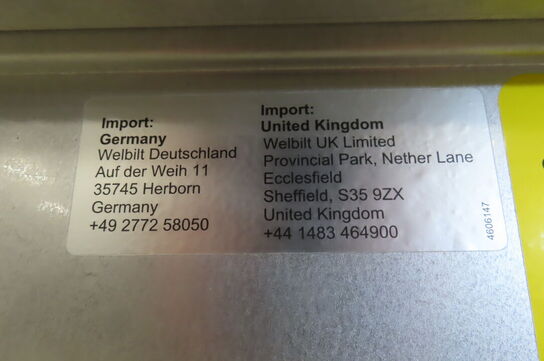 Import:
Germany
Welbilt Deutschland
Auf der Weih 11
35745 Herborn
Germany
+49 2772 58050
Import:
United Kingdom
Welbilt UK Limited
Provincial Park, Nether Lane
Ecclesfield
Sheffield, S35 9ZX
United Kingdom
+44 1483 464900
4606147